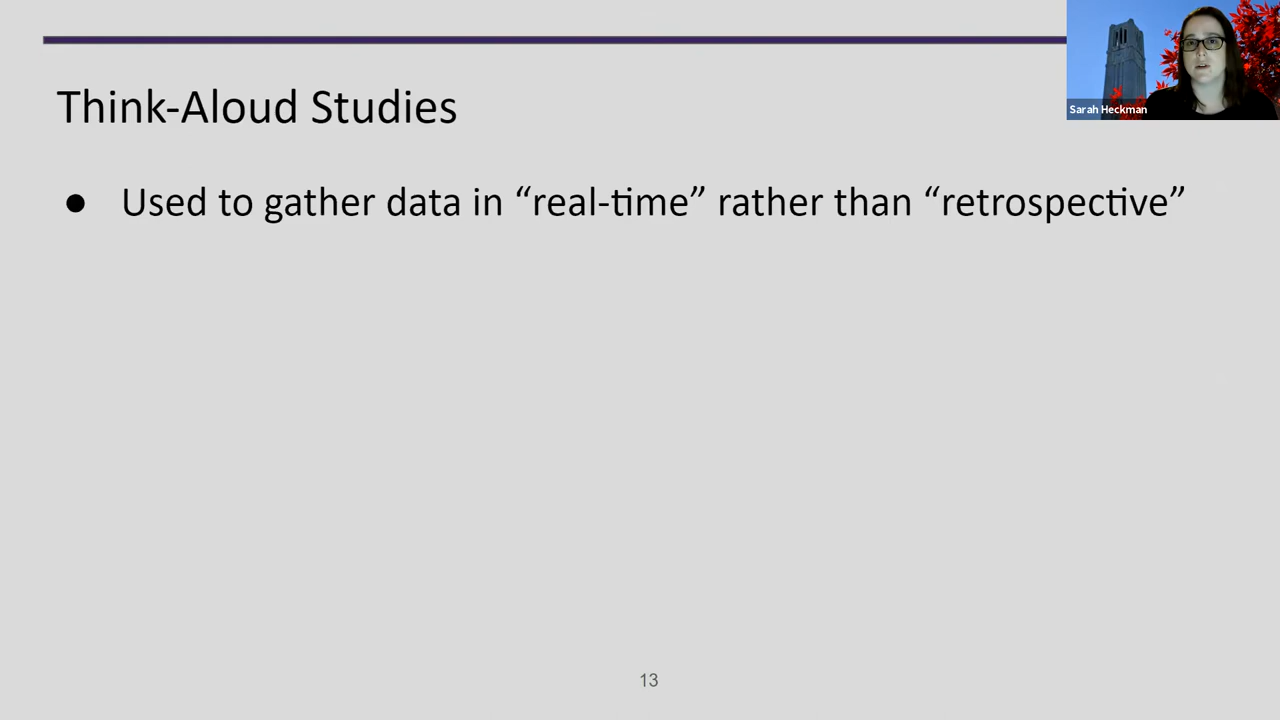 Sarah Heckman
Think-Aloud Studies
● Used to gather data in “real-time” rather than “retrospective”
13